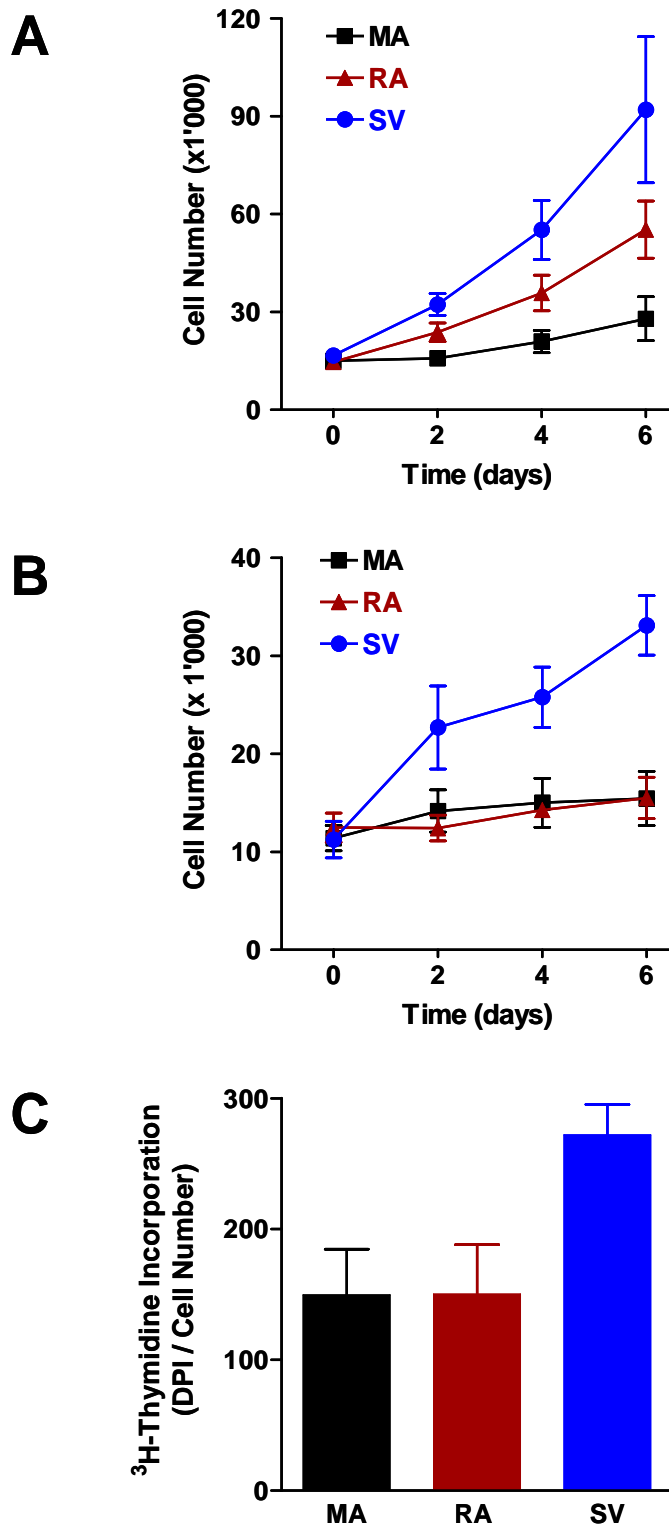 A
120
90
60
30
0
Cell Number (x1'000)
MA
RA
SV
0 2 4 6
Time (days)
B
40
30
20
10
0
Cell Number (x 1'000)
MA
RA
SV
0 2 4 6
Time (days)
C
300
200
100
0
³H-Thymidine Incorporation
(DPI / Cell Number)
MA RA SV